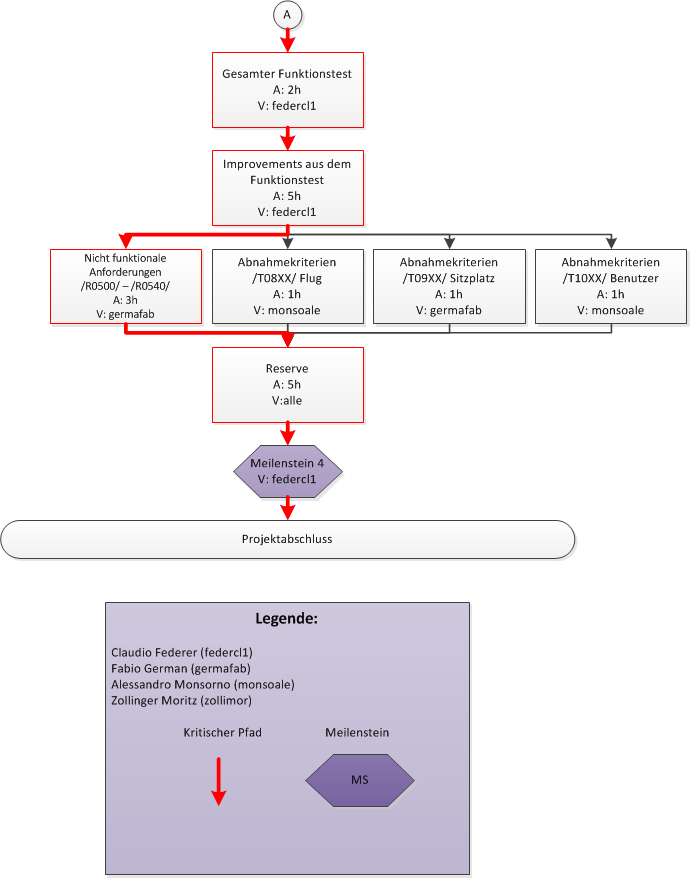 A
Gesamter Funktionstest
A: 2h
V: federcl1
Improvements aus dem
Funktionstest
A: 5h
V: federcl1
Nicht funktionale
Anforderungen
/R0500/ – /R0540/
A: 3h
V: germafab
Abnahmekriterien
/T08XX/ Flug
A: 1h
V: monsoale
Abnahmekriterien
/T09XX/ Sitzplatz
A: 1h
V: germafab
Abnahmekriterien
/T10XX/ Benutzer
A: 1h
V: monsoale
Reserve
A: 5h
V:alle
Meilenstein 4
V: federcl1
Projektabschluss
Legende:
Claudio Federer (federcl1)
Fabio German (germafab)
Alessandro Monsorno (monsoale)
Zollinger Moritz (zollimor)
Kritischer Pfad
Meilenstein
MS